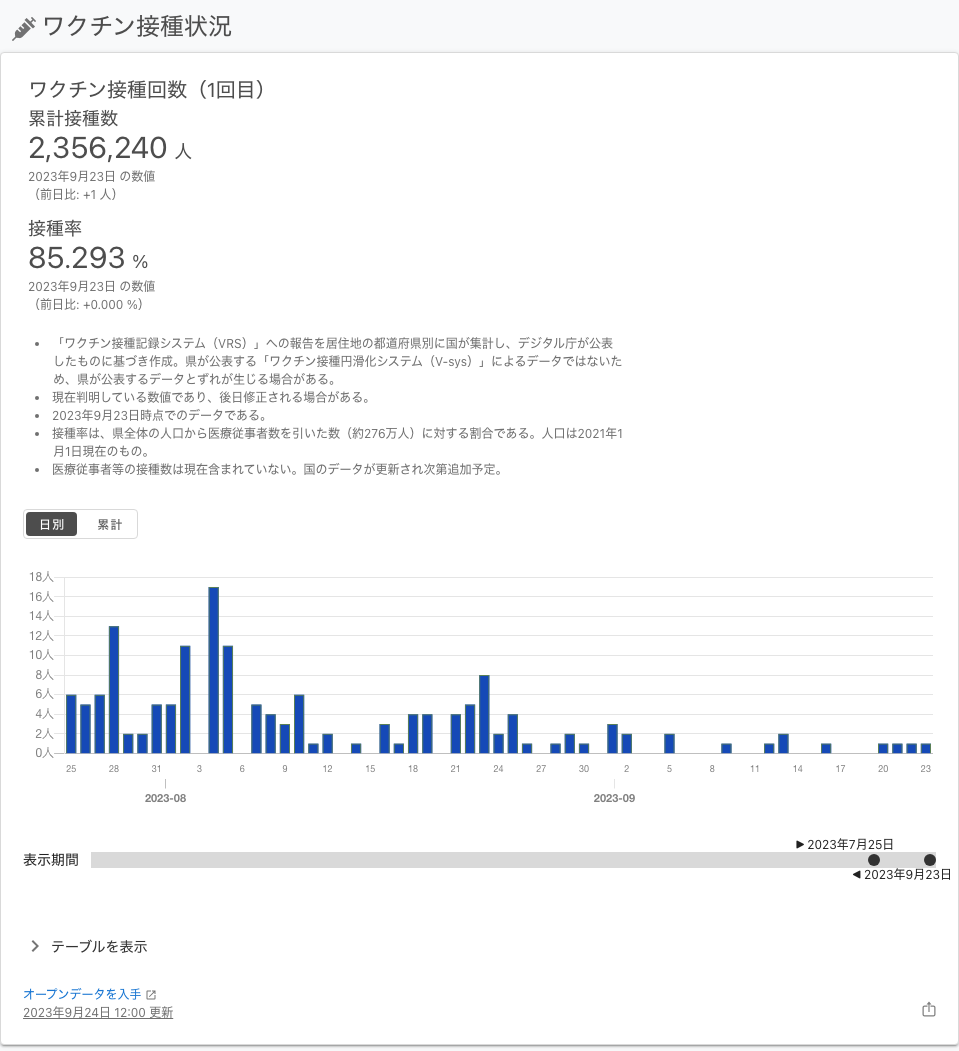 ワクチン接種状況
ワクチン接種回数（1回目）
累計接種数
2,356,240 人
2023年9月23日 の数値
（前日比: +1 人）
接種率
85.293 %
2023年9月23日 の数値
（前日比: +0.000 %）
• 「ワクチン接種記録システム（VRS）」への報告を居住地の都道府県別に国が集計し、デジタル庁が公表
したものに基づき作成。県が公表する「ワクチン接種円滑化システム（V-sys）」によるデータではないた
め、県が公表するデータとずれが生じる場合がある。
• 現在判明している数値であり、後日修正される場合がある。
• 2023年9月23日時点でのデータである。
• 接種率は、県全体の人口から医療従事者数を引いた数（約276万人）に対する割合である。人口は2021年1
月1日現在のもの。
• 医療従事者等の接種数は現在含まれていない。国のデータが更新され次第追加予定。
日別 累計
18人
16人
14人
12人
10人
8人
6人
4人
2人
0人
25 28 31 3 6 9 12 15 18 21 24 27 30 2 5 8 11 14 17 20 23
2023-08 2023-09
▶ 2023年7月25日
表示期間
◀ 2023年9月23日
テーブルを表示
オープンデータを入手
2023年9月24日 12:00 更新